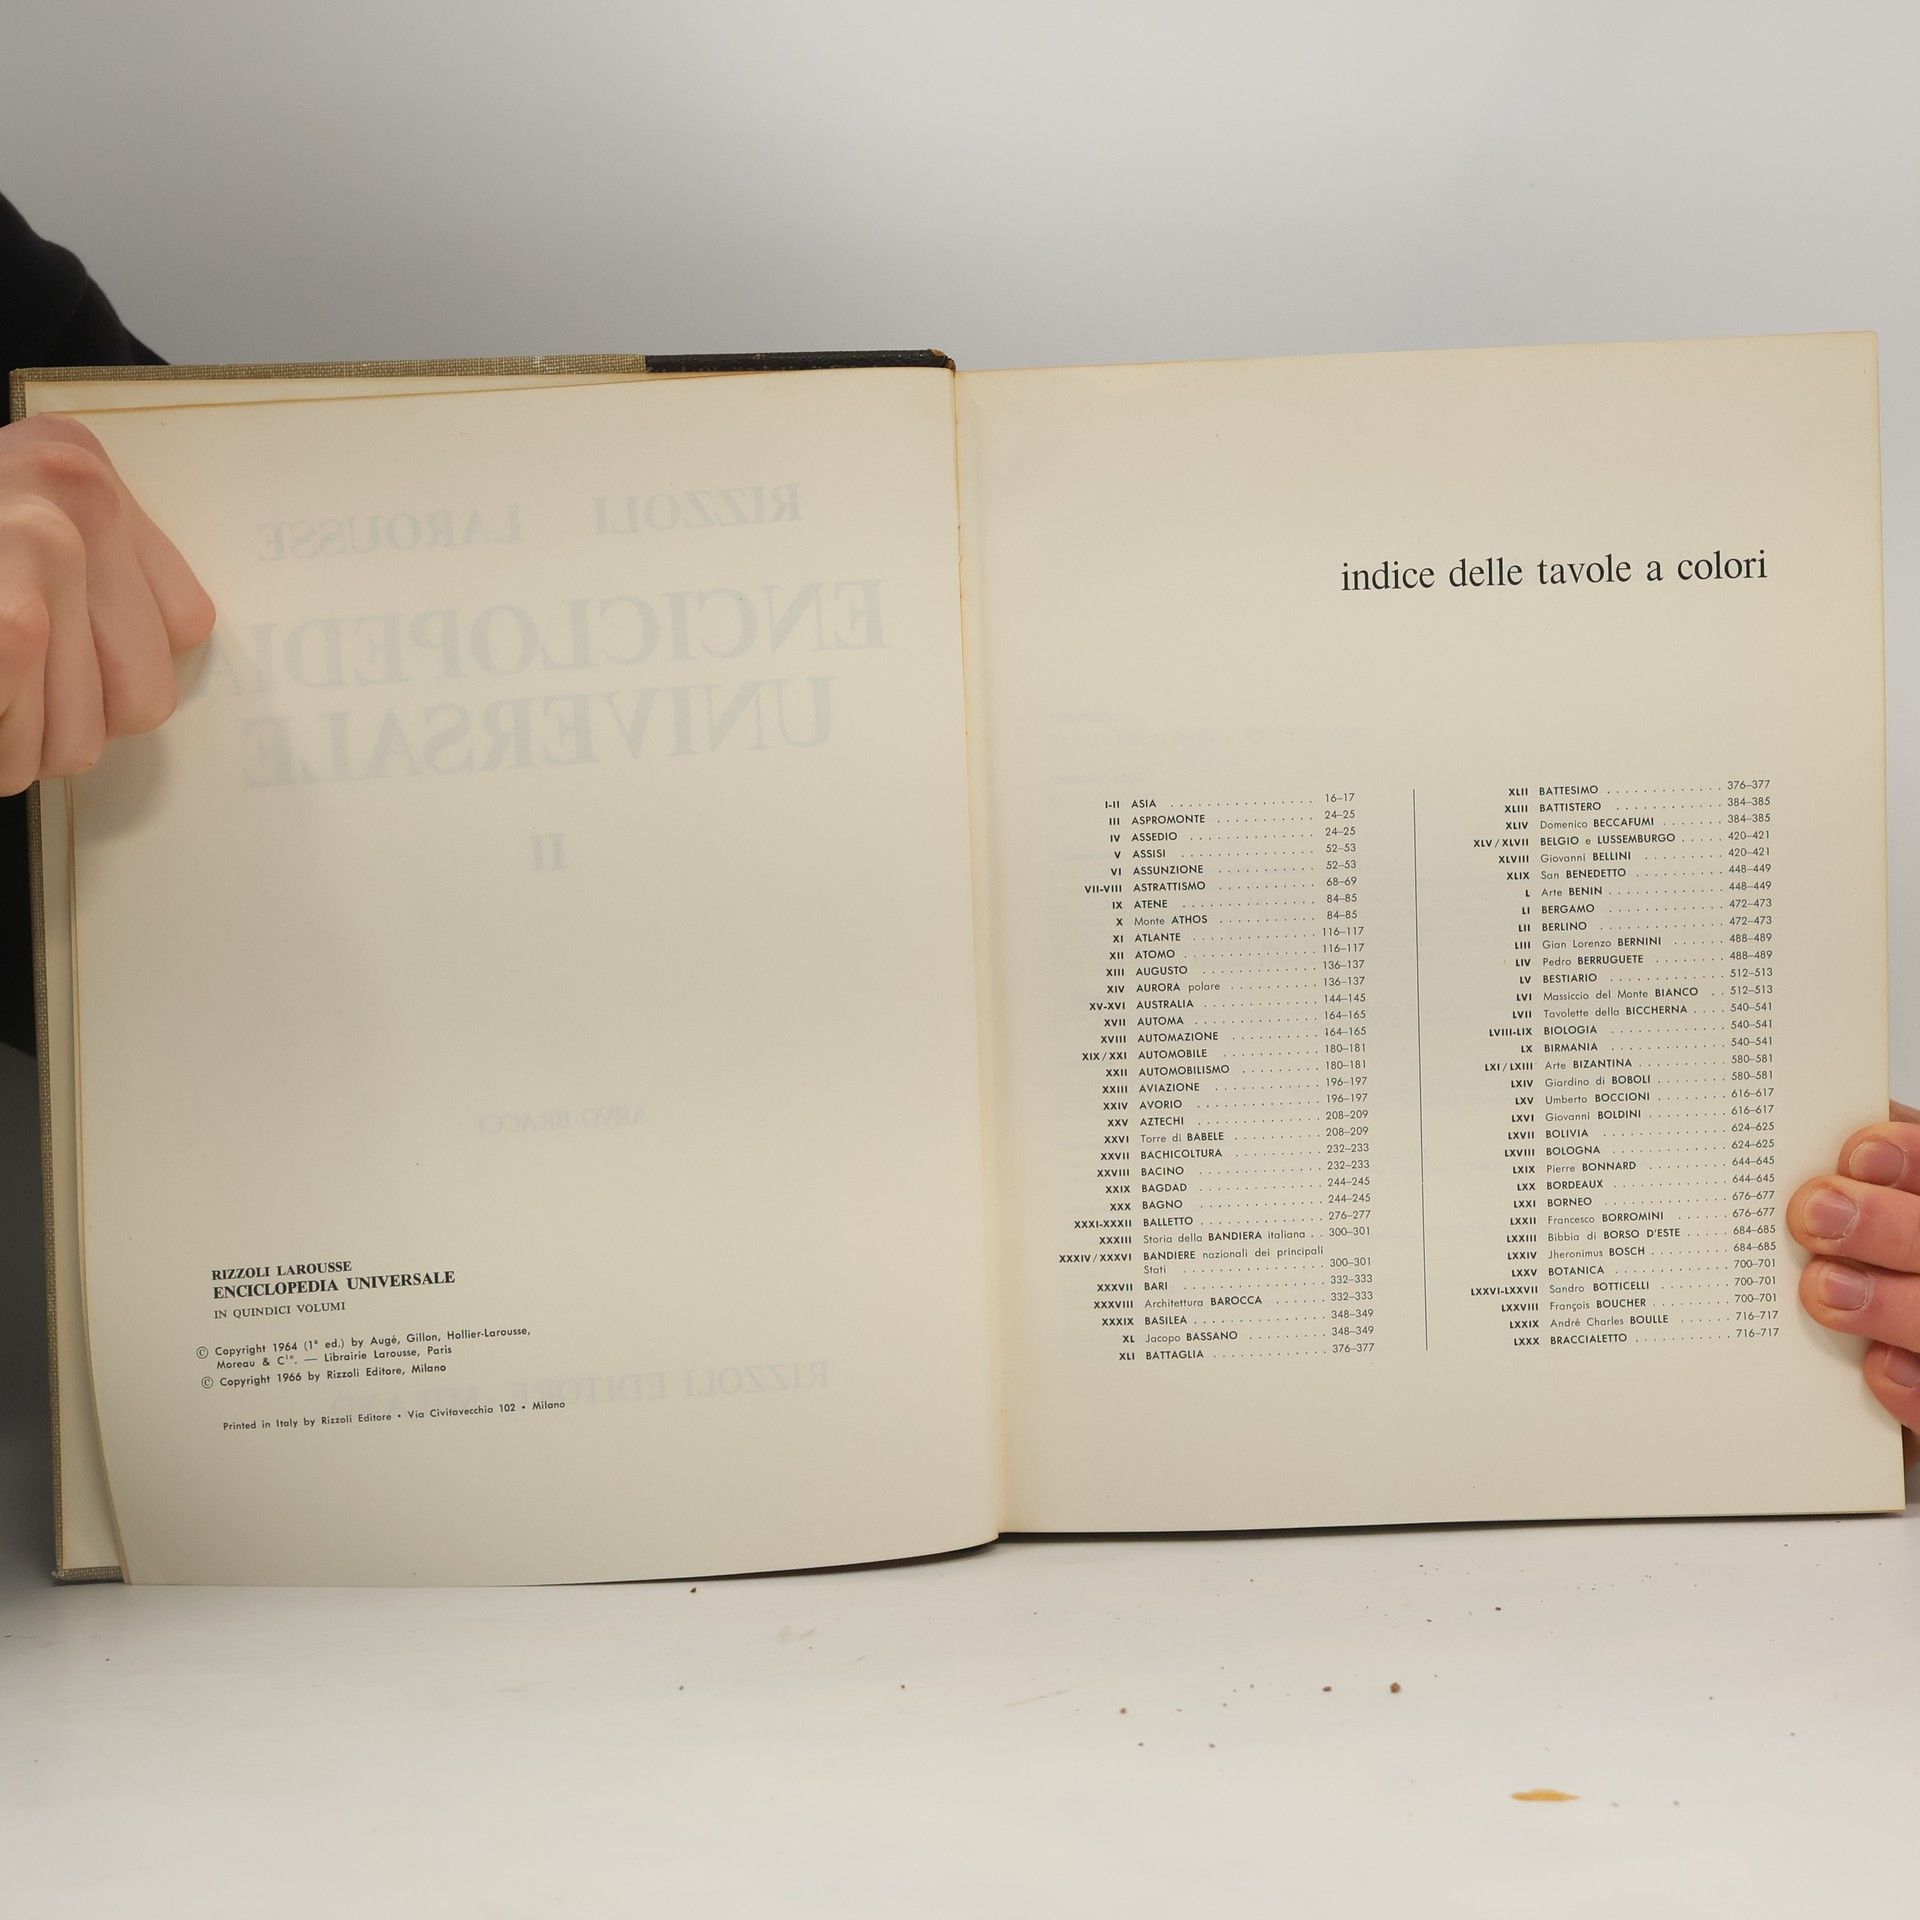 RIZZOLI LAROUSSE
ENCICLOPEDIA
UNIVERSALE
II
ARVO-BRACCI
RIZZOLI EDITORE · MILA
RIZZOLI LAROUSSE
ENCICLOPEDIA UNIVERSALE
IN QUINDICI VOLUMI
© Copyright 1964 (1ª ed.) by Augé, Gillon, Hollier-Larousse,
Moreau & Cie. — Librairie Larousse, Paris
© Copyright 1966 by Rizzoli Editore, Milano
Printed in Italy by Rizzoli Editore • Via Civitavecchia 102 • Milano
indice delle tavole a colori
I-II ASIA . . . . . . . . . . . . . . . . 16–17
III ASPROMONTE . . . . . . . . . . . 24–25
IV ASSEDIO . . . . . . . . . . . . . . 24–25
V ASSISI . . . . . . . . . . . . . . . 52–53
VI ASSUNZIONE . . . . . . . . . . . 52–53
VII-VIII ASTRATTISMO . . . . . . . . . . . . 68–69
IX ATENE . . . . . . . . . . . . . . . 84–85
X Monte ATHOS . . . . . . . . . . . 84–85
XI ATLANTE . . . . . . . . . . . . . . 116–117
XII ATOMO . . . . . . . . . . . . . . . 116–117
XIII AUGUSTO . . . . . . . . . . . . . 136–137
XIV AURORA polare . . . . . . . . . . 136–137
XV-XVI AUSTRALIA . . . . . . . . . . . . . 144–145
XVII AUTOMA . . . . . . . . . . . . . . 164–165
XVIII AUTOMAZIONE . . . . . . . . . . 164–165
XIX/XXI AUTOMOBILE . . . . . . . . . . . 180–181
XXII AUTOMOBILISMO . . . . . . . . . 180–181
XXIII AVIAZIONE . . . . . . . . . . . . 196–197
XXIV AVORIO . . . . . . . . . . . . . . 196–197
XXV AZTECHI . . . . . . . . . . . . . . 208–209
XXVI Torre di BABELE . . . . . . . . . . 208–209
XXVII BACHICOLTURA . . . . . . . . . . 232–233
XXVIII BACINO . . . . . . . . . . . . . . 232–233
XXIX BAGDAD . . . . . . . . . . . . . . 244–245
XXX BAGNO . . . . . . . . . . . . . . 244–245
XXXI-XXXII BALLETTO . . . . . . . . . . . . . 276–277
XXXIII Storia della BANDIERA italiana . . 300–301
XXXIV/XXXVI BANDIERE nazionali dei principali
Stati . . . . . . . . . . . . . . . 300–301
XXXVII BARI . . . . . . . . . . . . . . . 332–333
XXXVIII Architettura BAROCCA . . . . . . 332–333
XXXIX BASILEA . . . . . . . . . . . . . . 348–349
XL Jacopo BASSANO . . . . . . . . . 348–349
XLI BATTAGLIA . . . . . . . . . . . . . 376–377
XLII BATTESIMO . . . . . . . . . . . . . 376–377
XLIII BATTISTERO . . . . . . . . . . . . 384–385
XLIV Domenico BECCAFUMI . . . . . . . 384–385
XLV/XLVII BELGIO e LUSSEMBURGO . . . . . 420–421
XLVIII Giovanni BELLINI . . . . . . . . . 420–421
XLIX San BENEDETTO . . . . . . . . . . 448–449
L Arte BENIN . . . . . . . . . . . . . 448–449
LI BERGAMO . . . . . . . . . . . . . 472–473
LII BERLINO . . . . . . . . . . . . . . 472–473
LIII Gian Lorenzo BERNINI . . . . . . 488–489
LIV Pedro BERRUGUETE . . . . . . . . 488–489
LV BESTIARIO . . . . . . . . . . . . . 512–513
LVI Massiccio del Monte BIANCO . . 512–513
LVII Tavolette della BICCHERNA . . . . 540–541
LVIII-LIX BIOLOGIA . . . . . . . . . . . . . 540–541
LX BIRMANIA . . . . . . . . . . . . . 540–541
LXI/LXIII Arte BIZANTINA . . . . . . . . . . 580–581
LXIV Giardino di BOBOLI . . . . . . . . 580–581
LXV Umberto BOCCIONI . . . . . . . . 616–617
LXVI Giovanni BOLDINI . . . . . . . . . 616–617
LXVII BOLIVIA . . . . . . . . . . . . . . 624–625
LXVIII BOLOGNA . . . . . . . . . . . . . 624–625
LXIX Pierre BONNARD . . . . . . . . . 644–645
LXX BORDEAUX . . . . . . . . . . . . . 644–645
LXXI BORNEO . . . . . . . . . . . . . . 676–677
LXXII Francesco BORROMINI . . . . . . 676–677
LXXIII Bibbia di BORSO D'ESTE . . . . . 684–685
LXXIV Jheronimus BOSCH . . . . . . . . . 684–685
LXXV BOTANICA . . . . . . . . . . . . . 700–701
LXXVI-LXXVII Sandro BOTTICELLI . . . . . . . . 700–701
LXXVIII François BOUCHER . . . . . . . . . 700–701
LXXIX André Charles BOULLE . . . . . . 716–717
LXXX BRACCIALETTO . . . . . . . . . . 716–717